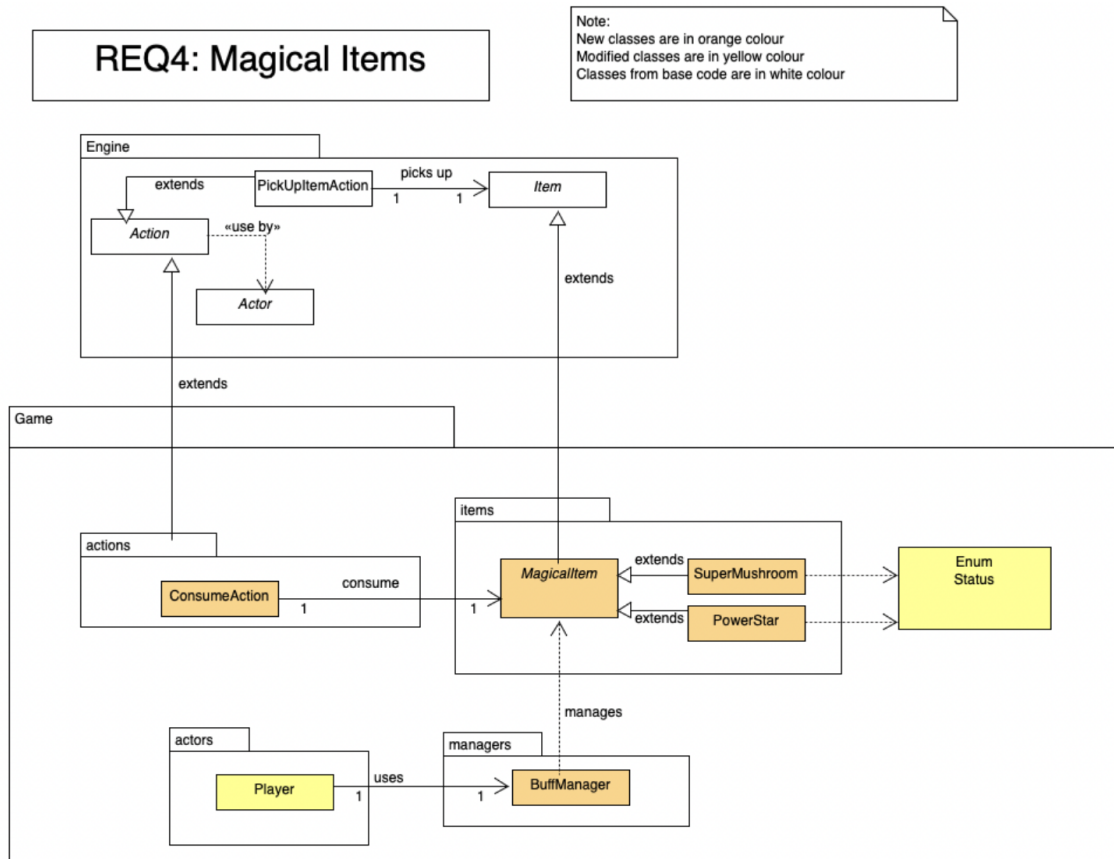 REQ4: Magical Items
Note:
New classes are in orange colour
Modified classes are in yellow colour
Classes from base code are in white colour
Engine
extends
PickUpItemAction
picks up
1
1
Item
Action
«use by»
Actor
extends
extends
Game
actions
ConsumeAction
consume
1
1
items
MagicalItem
extends
SuperMushroom
extends
PowerStar
Enum
Status
manages
actors
Player
uses
1
1
managers
BuffManager